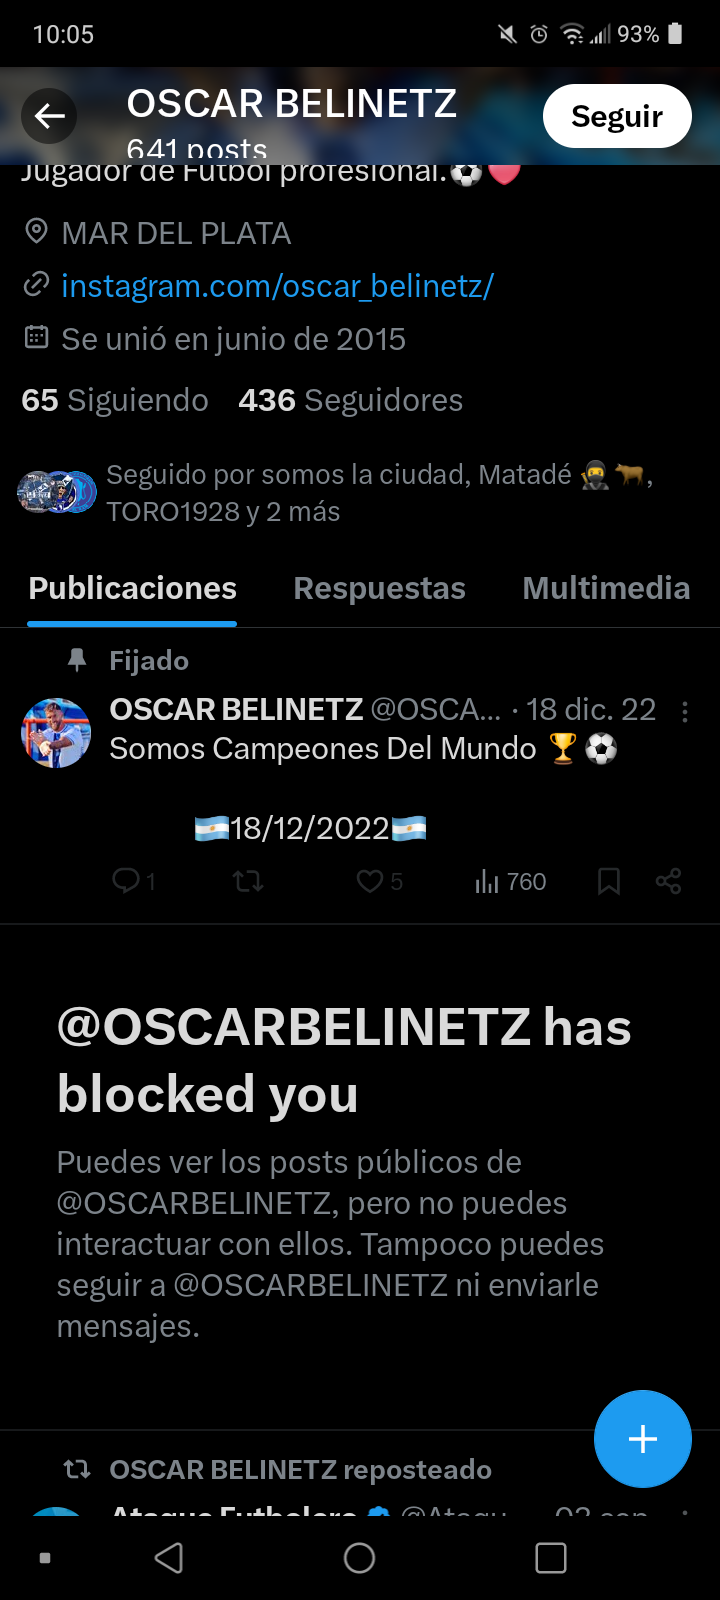 10:05
93%
OSCAR BELINETZ
Seguir
641 posts
Jugador de Futbol profesional.⚽❤️
MAR DEL PLATA
instagram.com/oscar_belinetz/
Se unió en junio de 2015
65 Siguiendo 436 Seguidores
Seguido por somos la ciudad, Matadé 🥷🐂,
TORO1928 y 2 más
Publicaciones Respuestas Multimedia
Fijado
OSCAR BELINETZ @OSCA... · 18 dic. 22
Somos Campeones Del Mundo 🏆⚽
🇦🇷18/12/2022🇦🇷
1 5 760
@OSCARBELINETZ has
blocked you
Puedes ver los posts públicos de
@OSCARBELINETZ, pero no puedes
interactuar con ellos. Tampoco puedes
seguir a @OSCARBELINETZ ni enviarle
mensajes.
OSCAR BELINETZ reposteado
Ataque Futbolero @Ataqu...